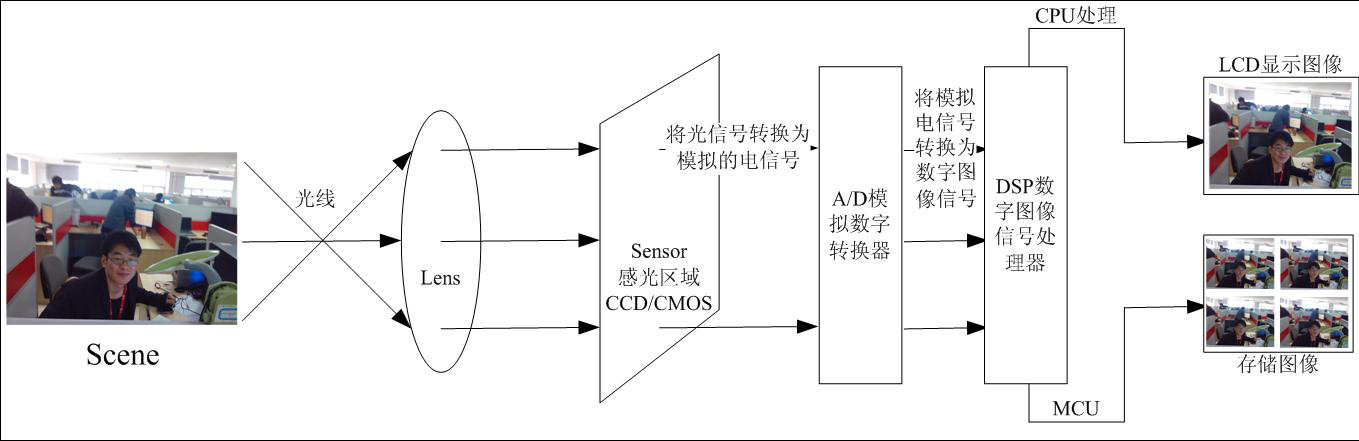 Scene
光线
Lens
Sensor
感光区域
CCD/CMOS
将光信号转换为
模拟的电信号
A/D模
拟数字
转换器
将模拟
电信号
转换为
数字图
像信号
DSP数
字图像
信号处
理器
CPU处理
LCD显示图像
MCU
存储图像